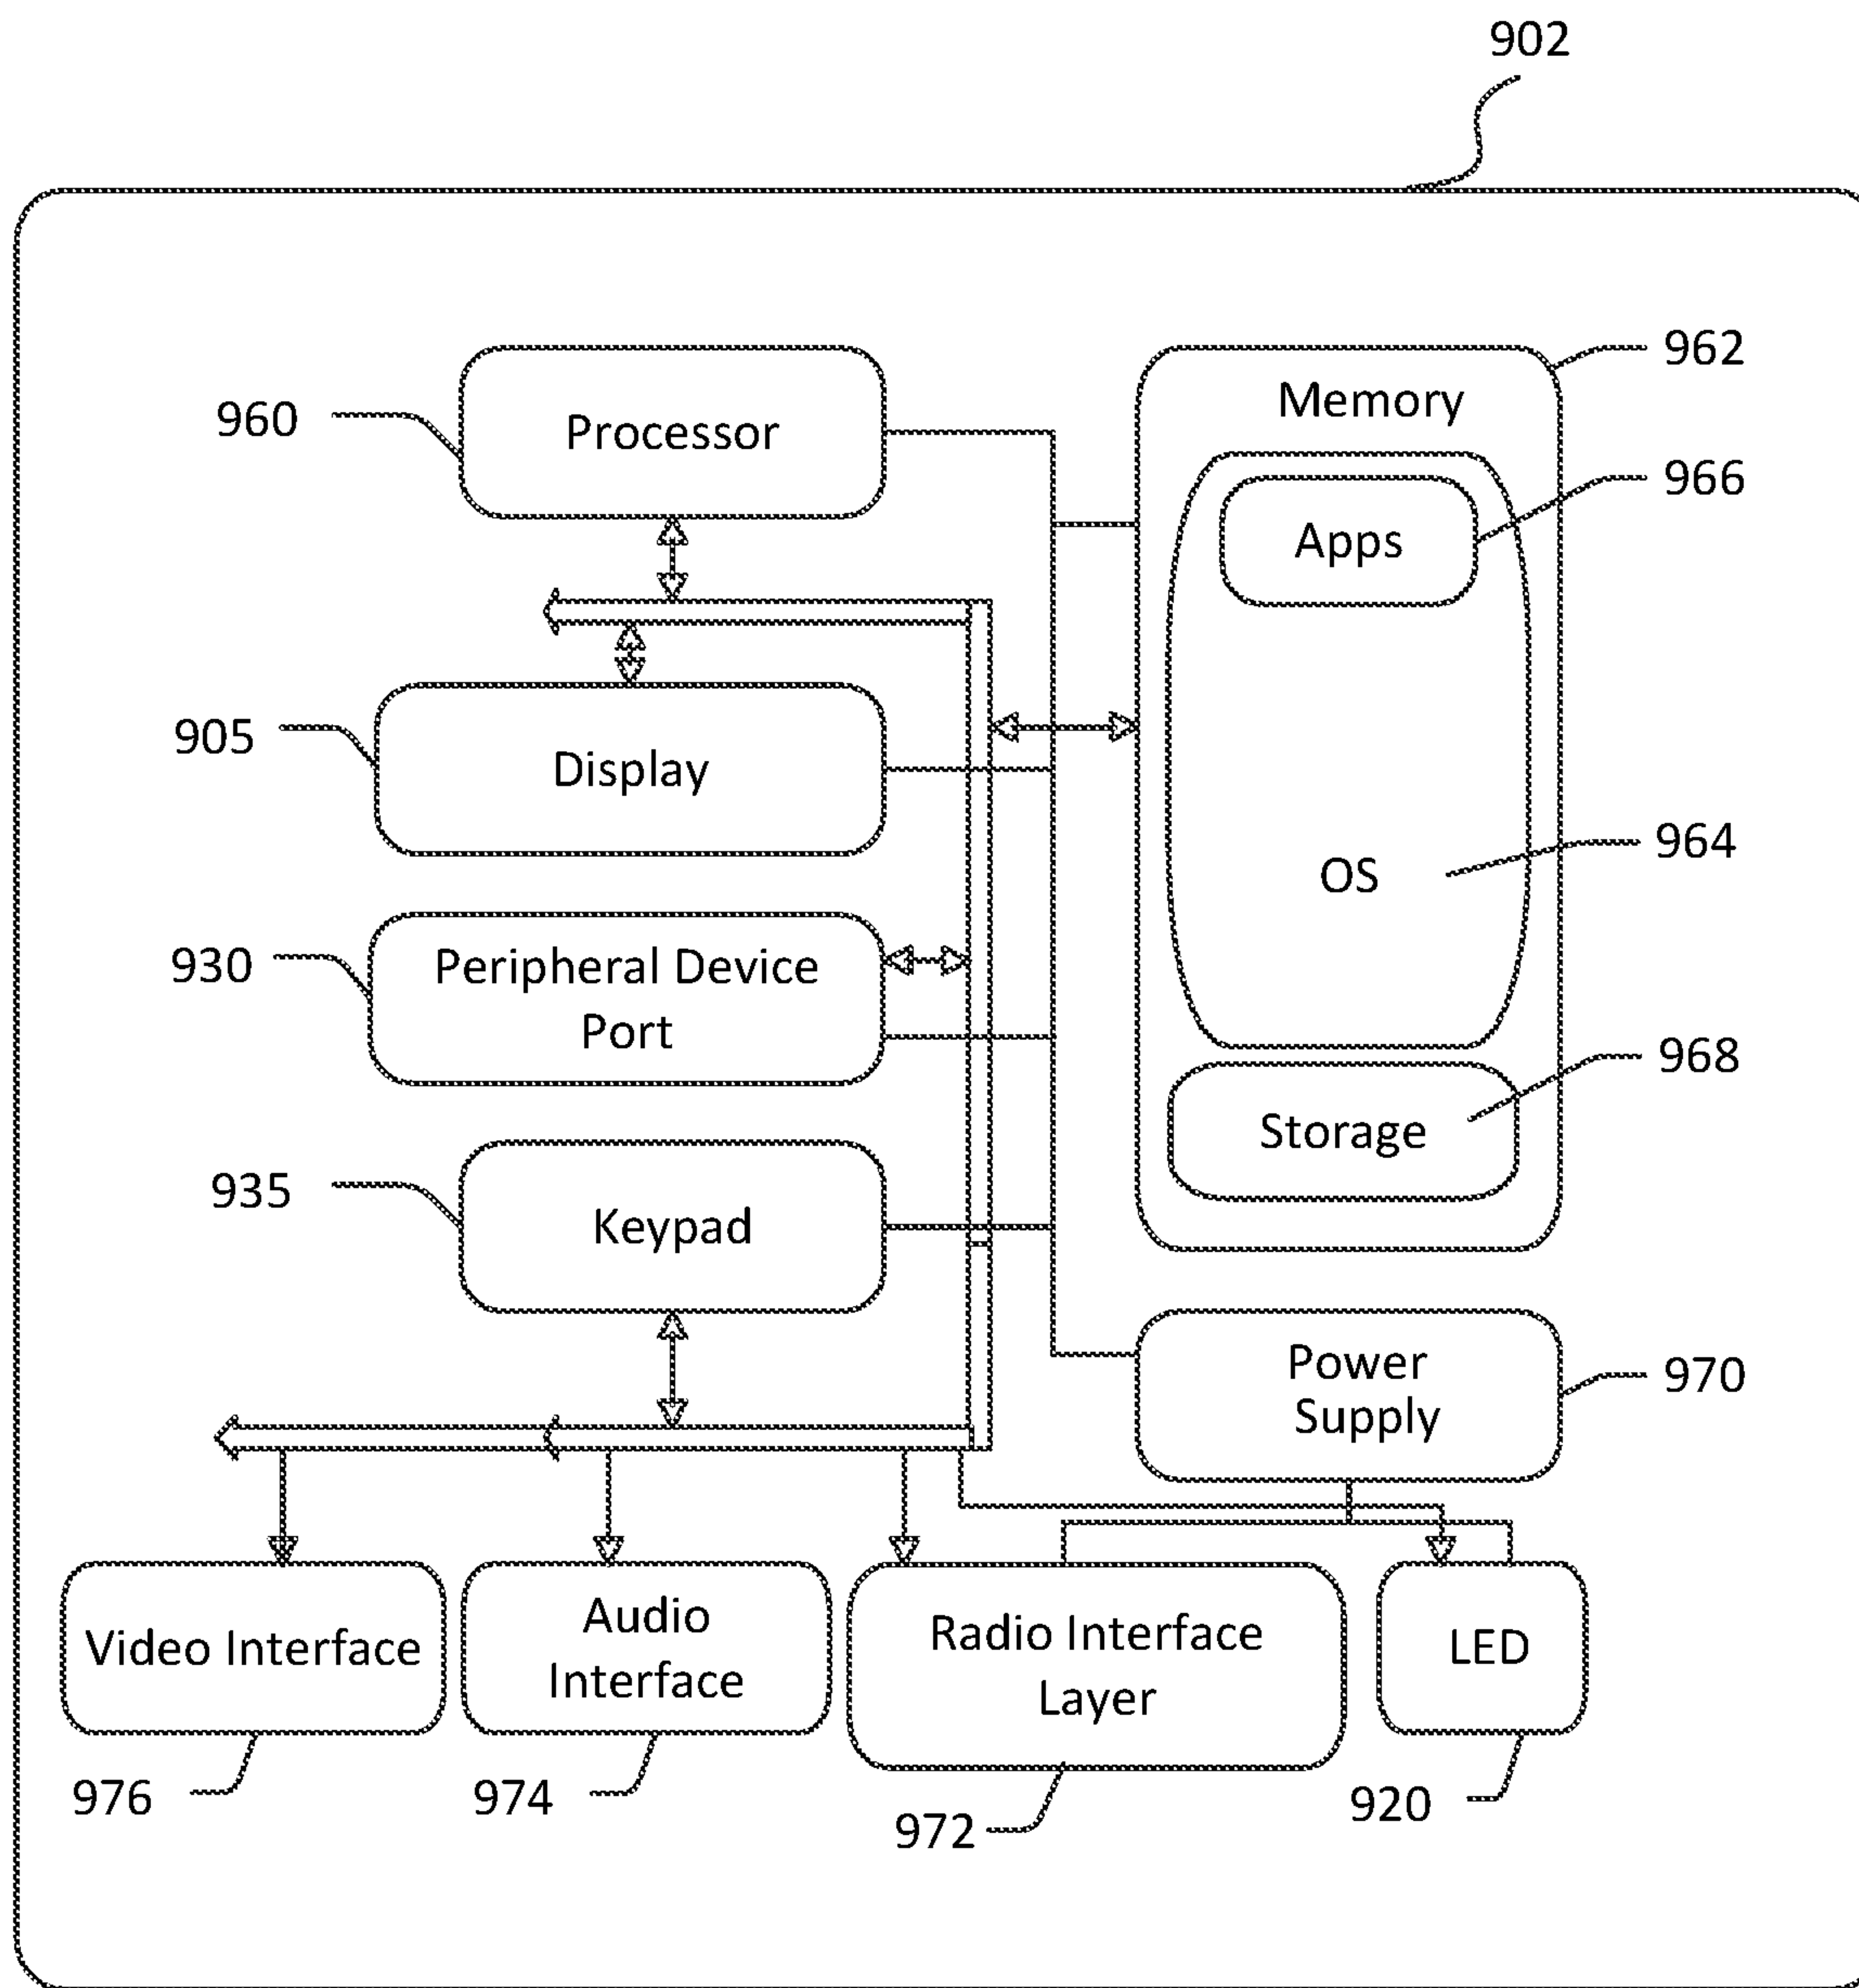 902
960
Processor
Memory
962
Apps
966
905
Display
OS
964
930
Peripheral Device
Port
Storage
968
935
Keypad
Power
Supply
970
Video Interface
Audio
Interface
Radio Interface
Layer
LED
976
974
972
920